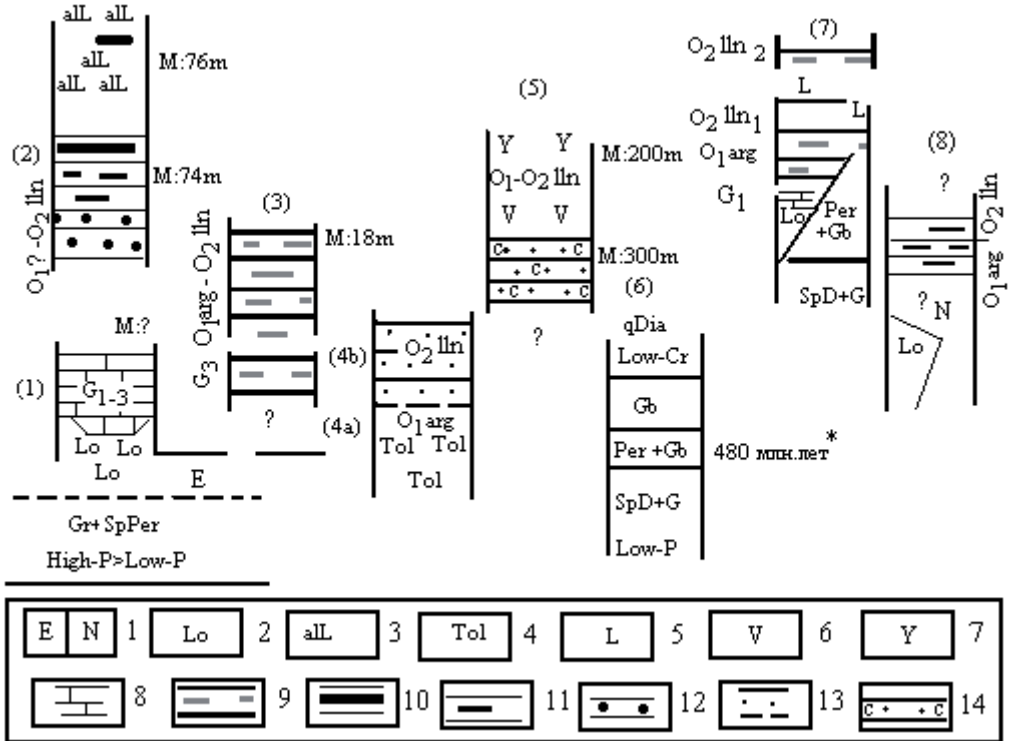 alL alL
alL
alL alL
M:76m
(2)
M:74m
O1? -O2 lln
M:?
(1)
G1-3
Lo Lo
Lo
E
Gr+ SpPer
High-P>Low-P
(3)
M:18m
O1arg - O2 lln
G3
?
(4b)
(4a)
O2 lln
O1arg
Tol Tol
Tol
(5)
Y Y
M:200m
O1-O2 lln
V V
C C
M:300m
C
C C
?
(6)
qDia
Low-Cr
Gb
Per +Gb
480 млн.лет*
SpD+G
Low-P
(7)
O2 lln 2
L
L
O2 lln1
O1arg
G1
Lo
Per
+Gb
SpD+G
(8)
?
O2 lln
O1arg
? N
Lo
E N 1 Lo 2 alL 3 Tol 4 L 5 V 6 Y 7
8 9 10 11 12 13 C C 14